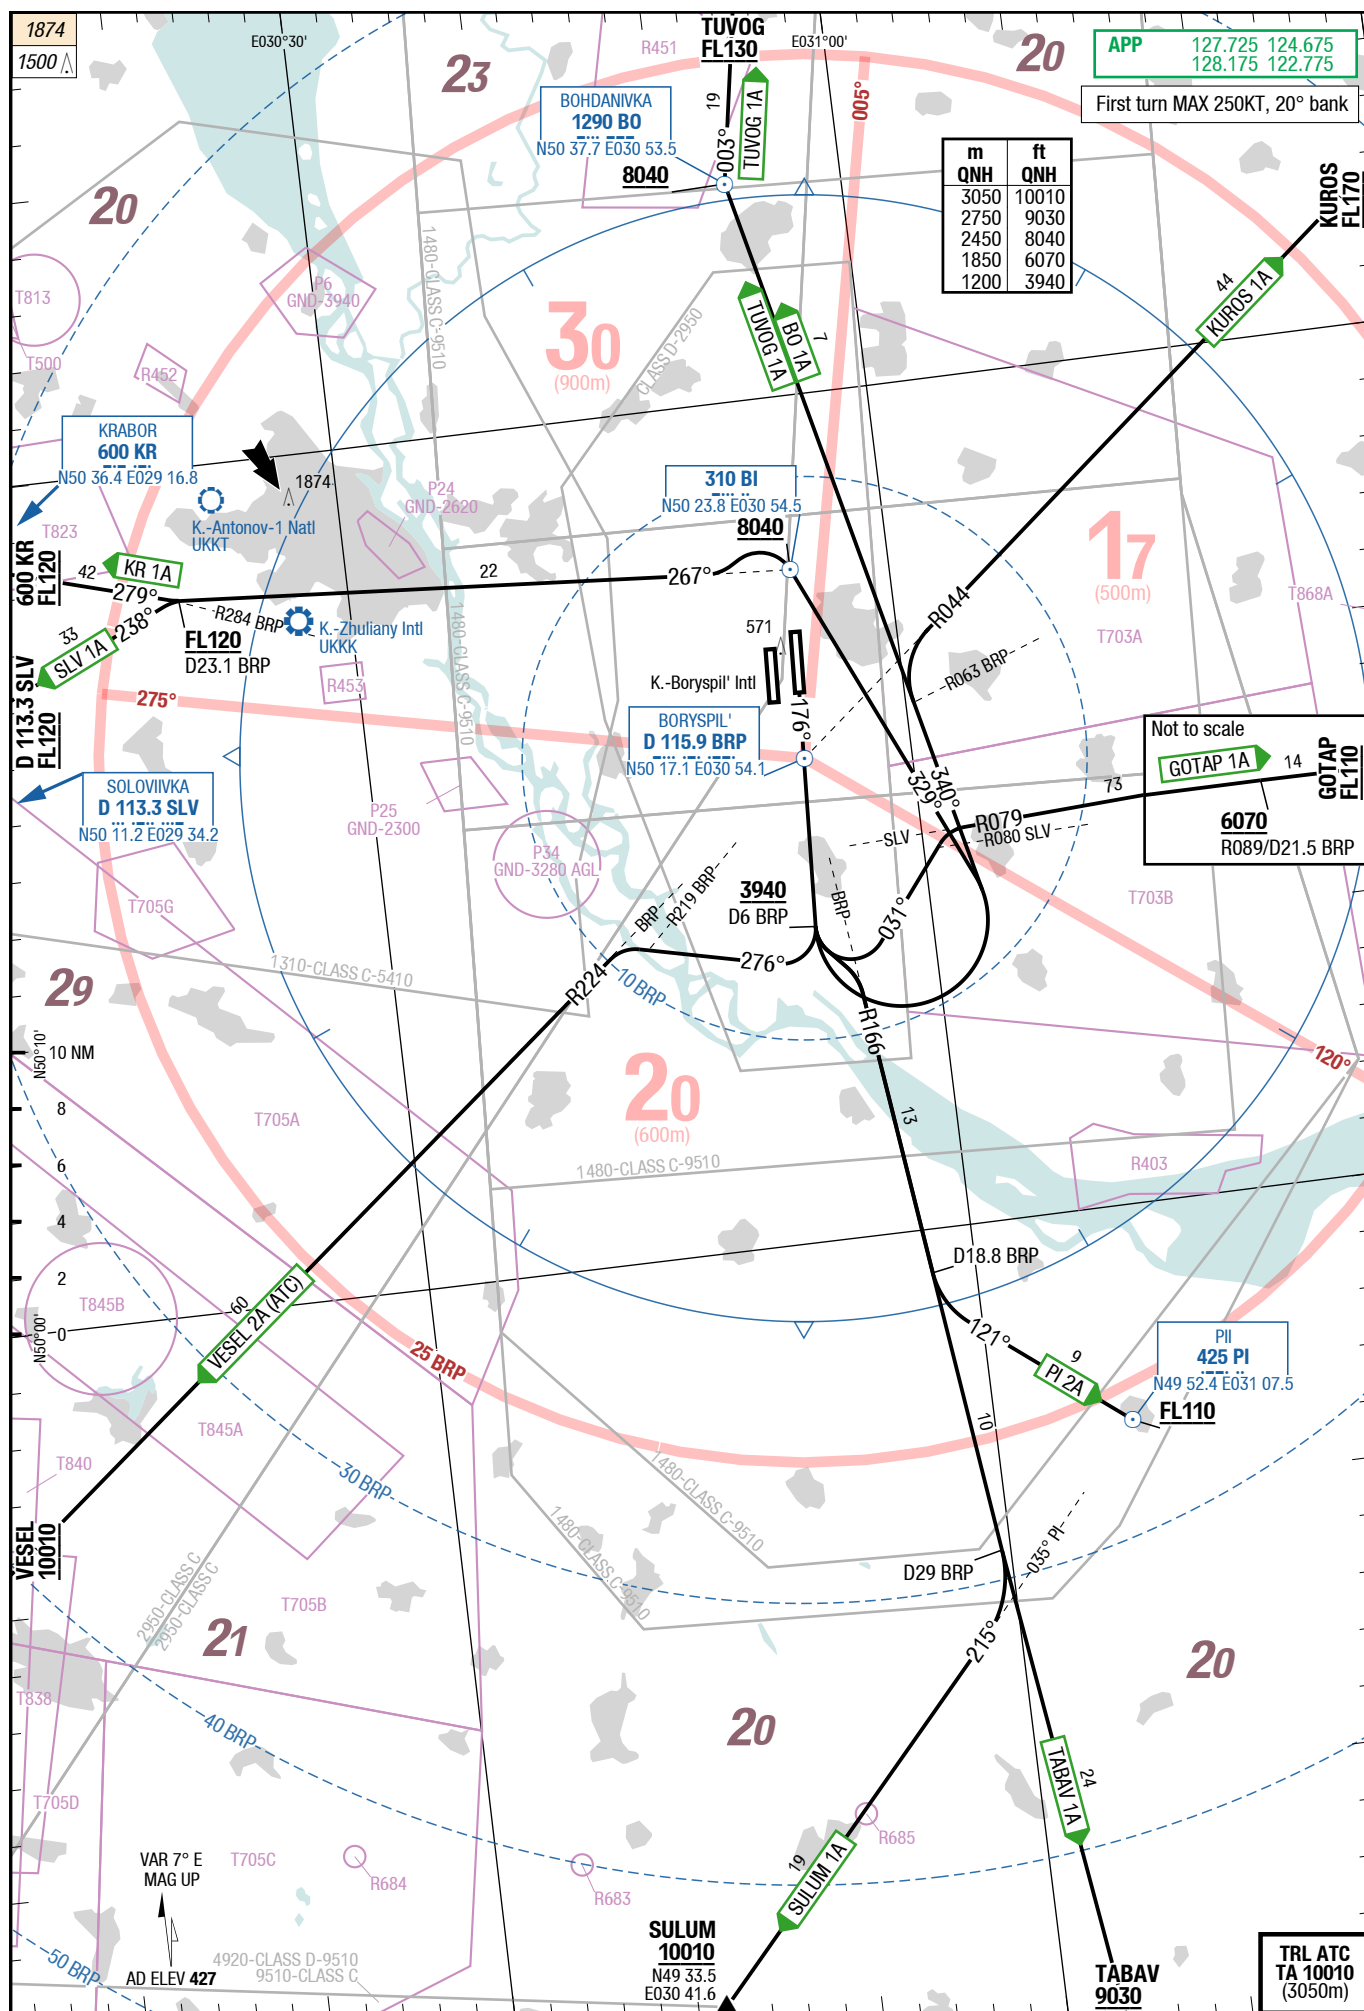 1874
1500
E030°30'
23
TUVOG
FL130
R451
E031°00'
20
APP 127.725 124.675
128.175 122.775
First turn MAX 250KT, 20° bank
BOHDANIVKA
1290 BO
N50 37.7 E030 53.5
8040
19
003°
TUVOG 1A
005°
m ft
QNH QNH
3050 10010
2750 9030
2450 8040
1850 6070
1200 3940
KUROS
FL170
44
KUROS 1A
20
T813
P6
GND-3940
1480-CLASS C-9510
30
(900m)
CLASS D-2950
TUVOG 1A
BO 1A
7
T500
R452
KRABOR
600 KR
N50 36.4 E029 16.8
1874
K.-Antonov-1 Natl
UKKT
P24
GND-2620
310 BI
N50 23.8 E030 54.5
8040
17
(500m)
T823
600 KR
FL120
42
KR 1A
279°
22
267°
R044
T868A
T703A
33
SLV 1A
238°
R284 BRP
FL120
D23.1 BRP
K.-Zhuliany Intl
UKKK
1480-CLASS C-9510
571
R063 BRP
K.-Boryspil' Intl
176°
R453
D 113.3 SLV
FL120
275°
BORYSPIL'
D 115.9 BRP
N50 17.1 E030 54.1
Not to scale
GOTAP 1A
14
GOTAP
FL110
6070
R089/D21.5 BRP
SOLOVIIVKA
D 113.3 SLV
N50 11.2 E029 34.2
P25
GND-2300
329°
340°
73
R079
R080 SLV
SLV
P34
GND-3280 AGL
T705G
R219 BRP
BRP
3940
D6 BRP
BRP
031°
T703B
276°
1310-CLASS C-5410
R224
10 BRP
29
N50°10'
10 NM
8
6
4
2
0
N50°00'
R166
120°
20
(600m)
13
T705A
1480-CLASS C-9510
R403
D18.8 BRP
T845B
60
VESEL 2A (ATC)
25 BRP
121°
9
PI 2A
PII
425 PI
N49 52.4 E031 07.5
FL110
10
T845A
T840
30 BRP
1480-CLASS C-9510
1480-CLASS C-9510
VESEL
10010
D29 BRP
035° PI
2950-CLASS C
2950-CLASS C
T705B
21
215°
20
T838
40 BRP
20
TABAV 1A
24
T705D
T705C
R684
R683
R685
19
SULUM 1A
VAR 7° E
MAG UP
AD ELEV 427
50 BRP
4920-CLASS D-9510
9510-CLASS C
SULUM
10010
N49 33.5
E030 41.6
TABAV
9030
TRL ATC
TA 10010
(3050m)